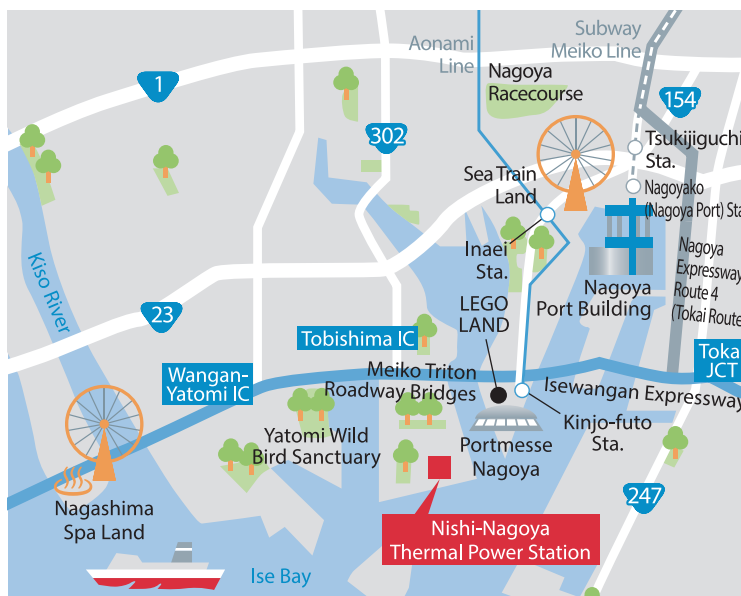 Subway
Meiko Line
Aonami
Line
Nagoya
Racecourse
1
154
302
Tsukijiguchi
Sta.
Sea Train
Land
Nagoyako
(Nagoya Port) Sta
Inaei
Sta.
Nagoya
Expressway
Route 4
(Tokai Route
Kiso River
Nagoya
Port Building
LEGO
LAND
23
Tobishima IC
Toka
JCT
Wangan-
Yatomi IC
Meiko Triton
Roadway Bridges
Isewangan Expressway
Kinjo-futo
Sta.
Yatomi Wild
Bird Sanctuary
Portmesse
Nagoya
247
Nagashima
Spa Land
Nishi-Nagoya
Thermal Power Station
Ise Bay